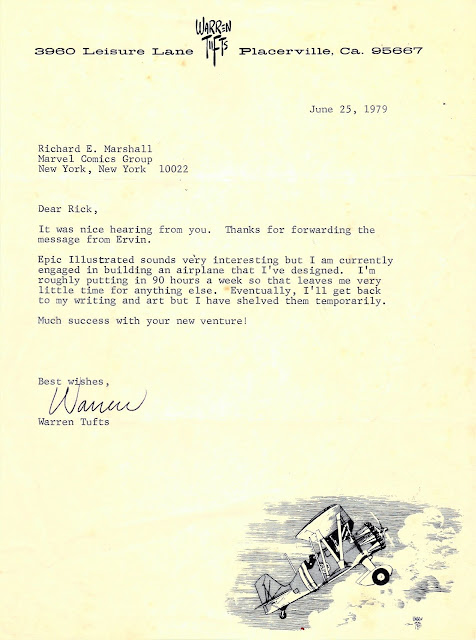 WARREN TUFTS
3960 Leisure Lane Placerville, Ca. 95667
June 25, 1979
Richard E. Marshall
Marvel Comics Group
New York, New York 10022
Dear Rick,
It was nice hearing from you. Thanks for forwarding the
message from Ervin.
Epic Illustrated sounds very interesting but I am currently
engaged in building an airplane that I've designed. I'm
roughly putting in 90 hours a week so that leaves me very
little time for anything else. Eventually, I'll get back
to my writing and art but I have shelved them temporarily.
Much success with your new venture!
Best wishes,
Warren
Warren Tufts